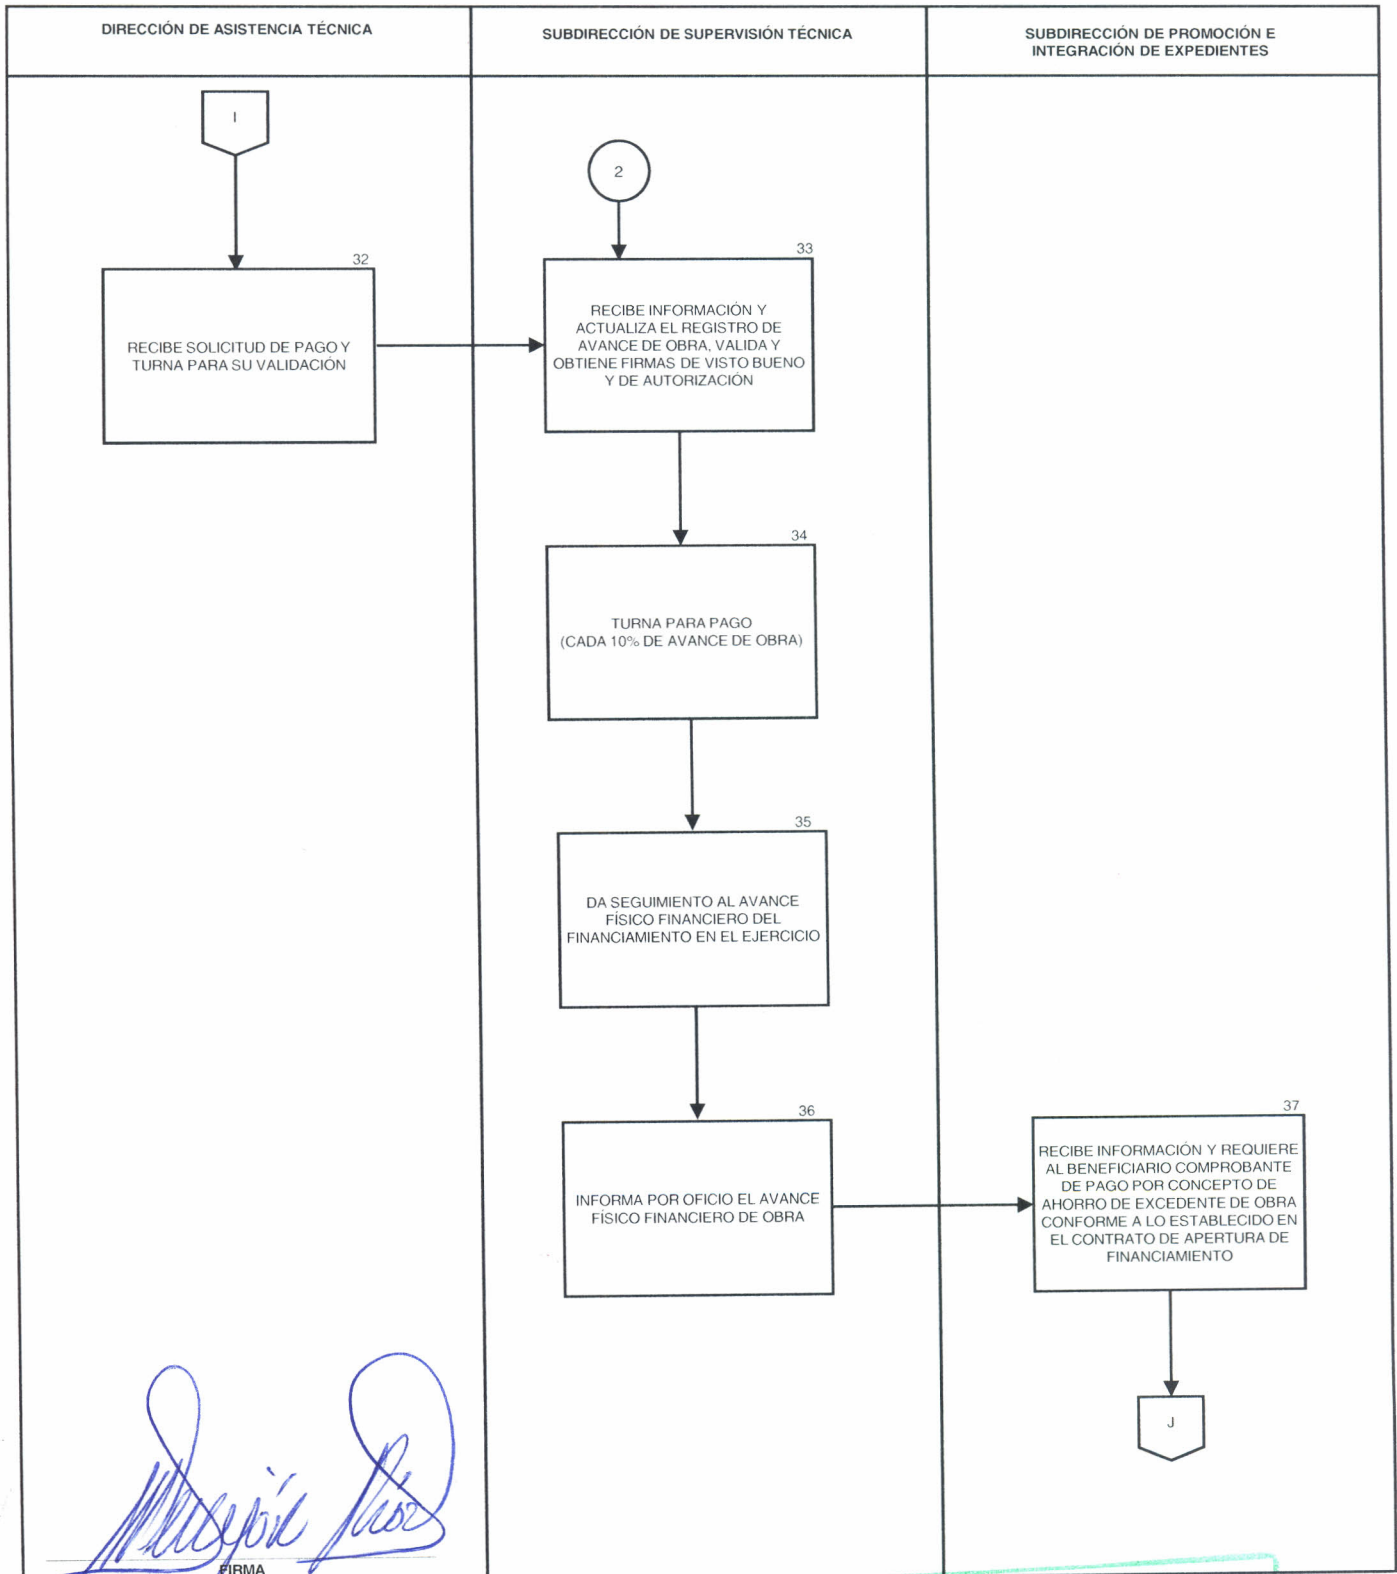 DIRECCIÓN DE ASISTENCIA TÉCNICA
SUBDIRECCIÓN DE SUPERVISIÓN TÉCNICA
SUBDIRECCIÓN DE PROMOCIÓN E
INTEGRACIÓN DE EXPEDIENTES
I
2
32
RECIBE SOLICITUD DE PAGO Y
TURNA PARA SU VALIDACIÓN
33
RECIBE INFORMACIÓN Y
ACTUALIZA EL REGISTRO DE
AVANCE DE OBRA, VALIDA Y
OBTIENE FIRMAS DE VISTO BUENO
Y DE AUTORIZACIÓN
34
TURNA PARA PAGO
(CADA 10% DE AVANCE DE OBRA)
35
DA SEGUIMIENTO AL AVANCE
FÍSICO FINANCIERO DEL
FINANCIAMIENTO EN EL EJERCICIO
36
INFORMA POR OFICIO EL AVANCE
FÍSICO FINANCIERO DE OBRA
37
RECIBE INFORMACIÓN Y REQUIERE
AL BENEFICIARIO COMPROBANTE
DE PAGO POR CONCEPTO DE
AHORRO DE EXCEDENTE DE OBRA
CONFORME A LO ESTABLECIDO EN
EL CONTRATO DE APERTURA DE
FINANCIAMIENTO
J
FIRMA